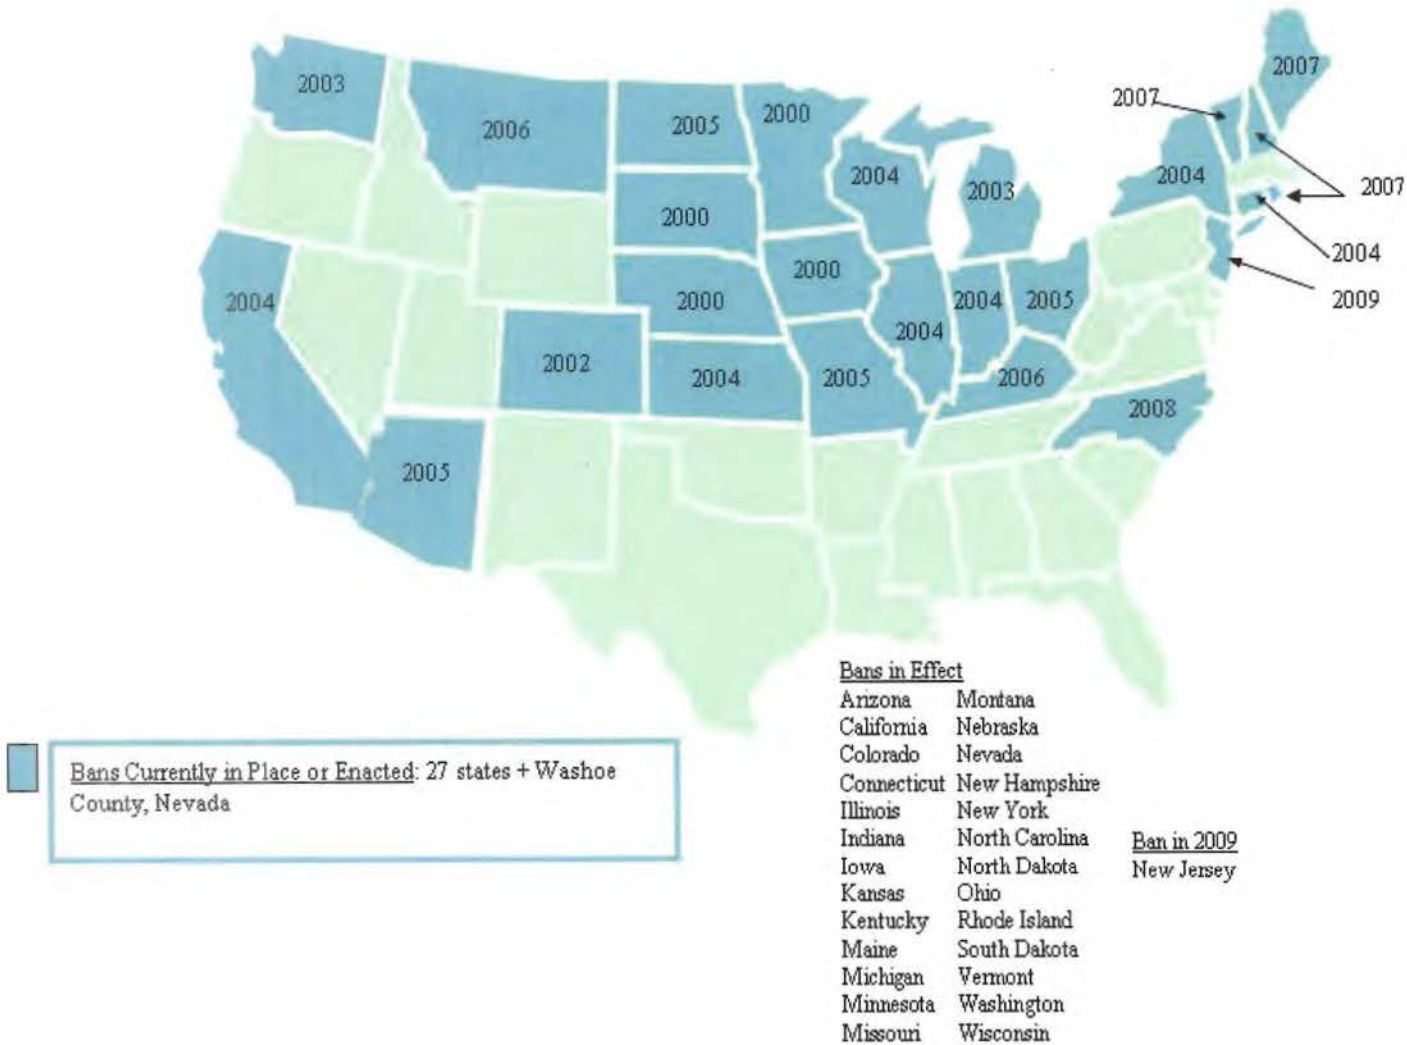 2007
2003
2007
2000
2005
2006
2004
2004
2003
2007
2000
2004
2000
2004
2000
2004
2005
2009
2004
2002
2004
2005
2006
2008
2005
Bans in Effect
Arizona Montana
California Nebraska
Colorado Nevada
Connecticut New Hampshire
Illinois New York
Indiana North Carolina
Iowa North Dakota
Kansas Ohio
Kentucky Rhode Island
Maine South Dakota
Michigan Vermont
Minnesota Washington
Missouri Wisconsin
Ban in 2009
New Jersey
Bans Currently in Place or Enacted: 27 states + Washoe
County, Nevada